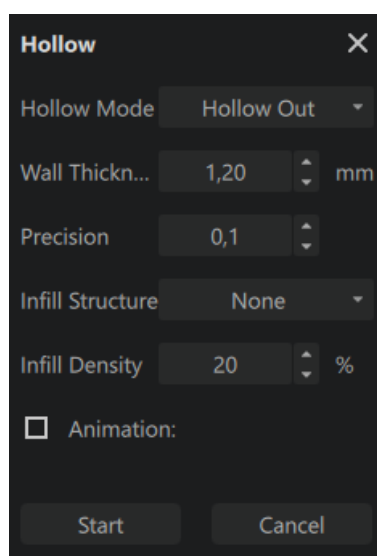 Hollow
Hollow Mode Hollow Out
Wall Thickn... 1,20 mm
Precision 0,1
Infill Structure None
Infill Density 20 %
Animation:
Start Cancel